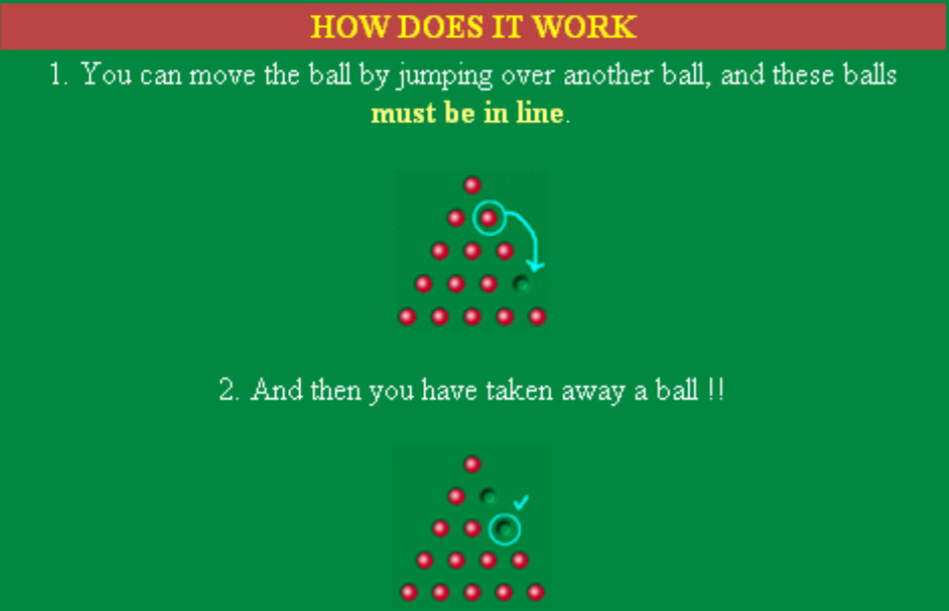 HOW DOES IT WORK
1. You can move the ball by jumping over another ball, and these balls
must be in line.
2. And then you have taken away a ball !!